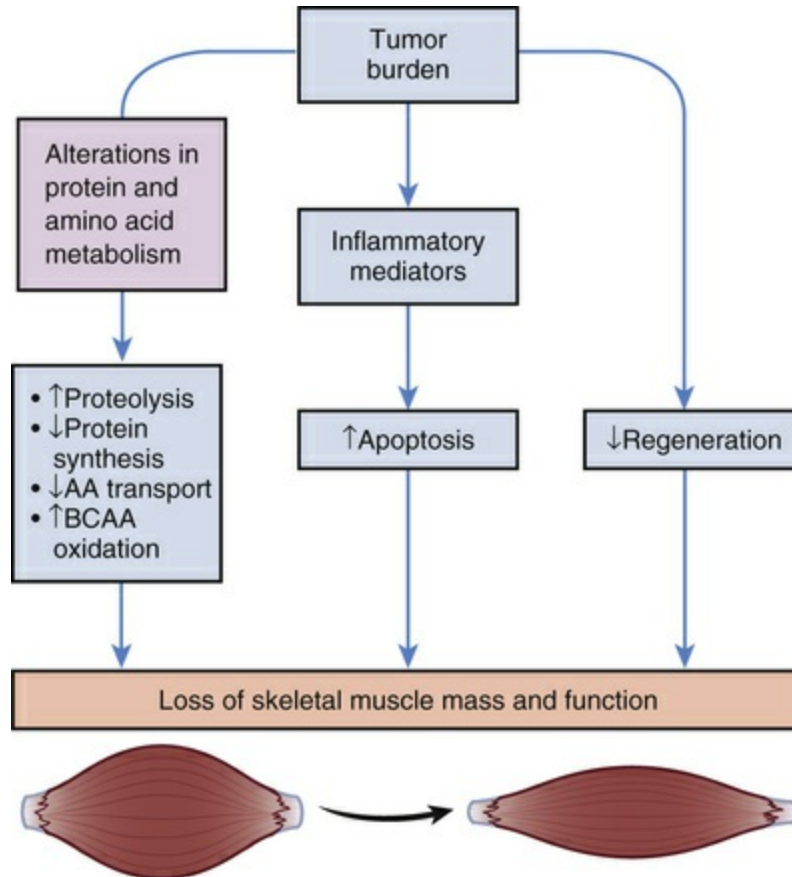 Tumor
burden
Alterations in
protein and
amino acid
metabolism
Inflammatory
mediators
• ↑Proteolysis
• ↓Protein
synthesis
• ↓AA transport
• ↑BCAA
oxidation
↑Apoptosis
↓Regeneration
Loss of skeletal muscle mass and function